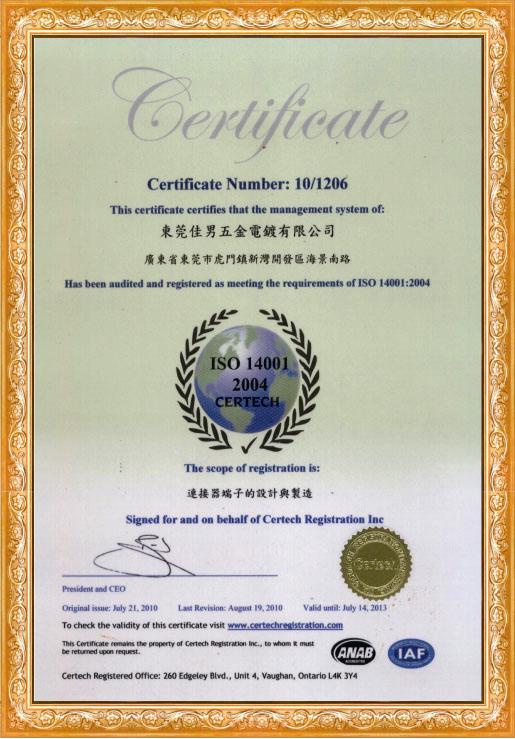 Certificate
Certificate Number: 10/1206
This certificate certifies that the management system of:
東莞佳男五金電鍍有限公司
廣東省東莞市虎門鎮新灣開發區海景南路
Has been audited and registered as meeting the requirements of ISO 14001:2004
ISO 14001
2004
CERTECH
The scope of registration is:
連接器端子的設計與製造
Signed for and on behalf of Certech Registration Inc
Certech
President and CEO
Original issue: July 21, 2010 Last Revision: August 19, 2010 Valid until: July 14, 2013
To check the validity of this certificate visit www.certechregistration.com
This Certificate remains the property of Certech Registration Inc., to whom it must
be returned upon request.
ANAB
ACCREDITED
IAF
Certech Registered Office: 260 Edgeley Blvd., Unit 4, Vaughan, Ontario L4K 3Y4